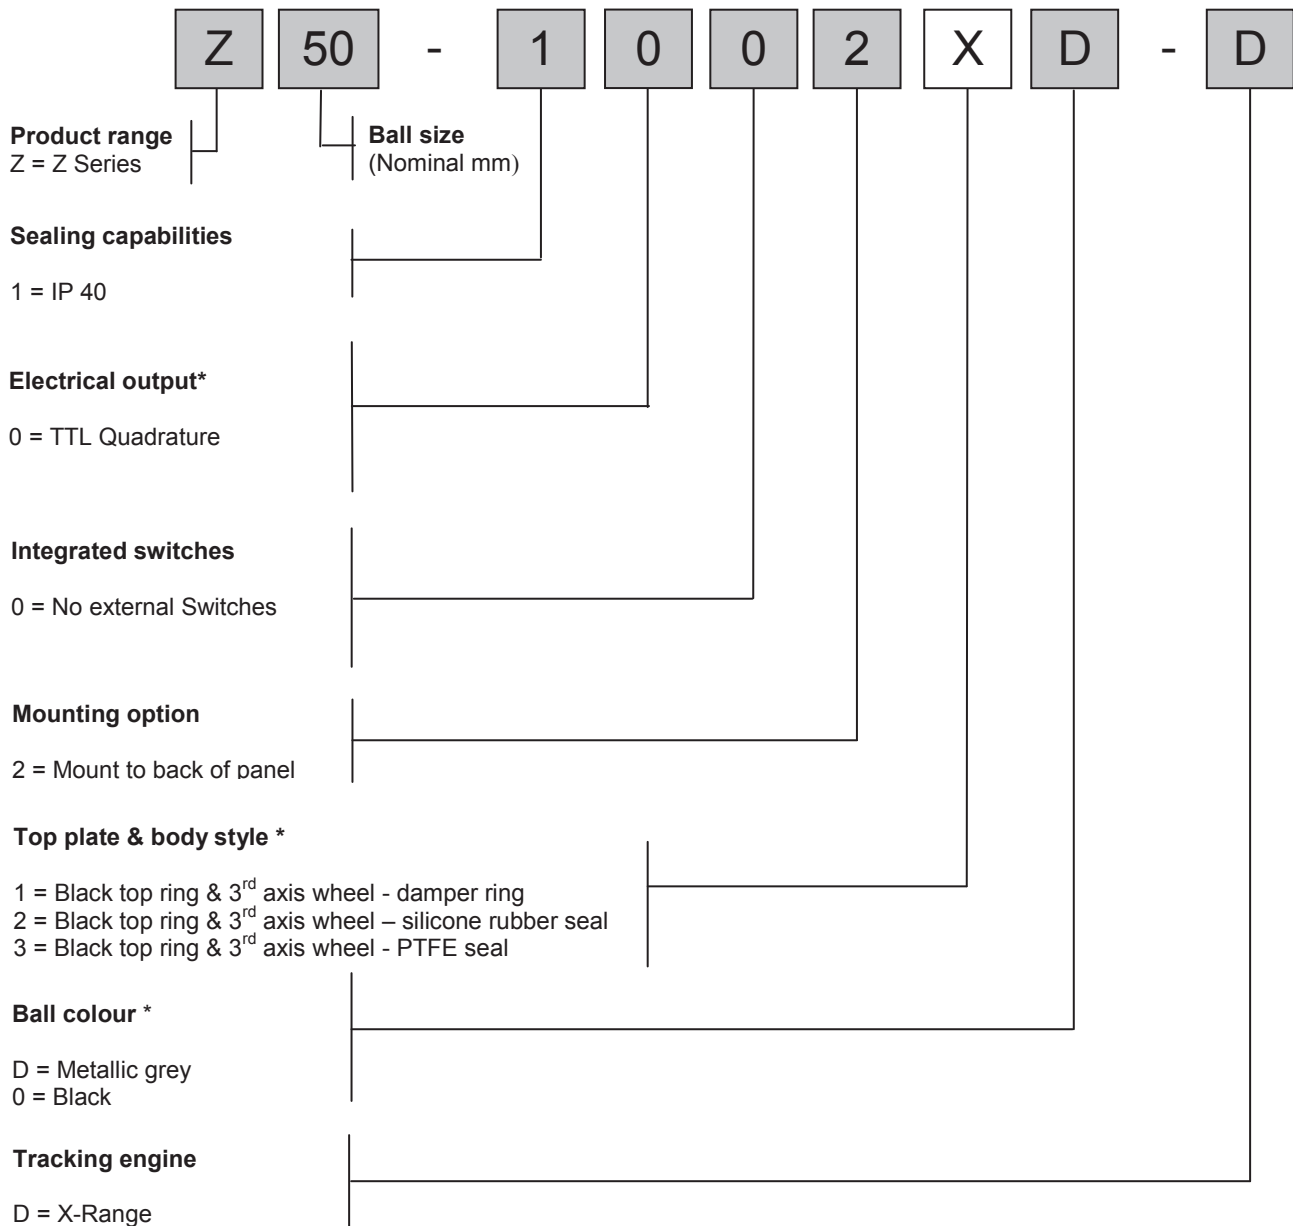 Z 50 - 1 0 0 2 X D - D
Product range
Z = Z Series
Ball size
(Nominal mm)
Sealing capabilities
1 = IP 40
Electrical output*
0 = TTL Quadrature
Integrated switches
0 = No external Switches
Mounting option
2 = Mount to back of panel
Top plate & body style *
1 = Black top ring & 3rd axis wheel - damper ring
2 = Black top ring & 3rd axis wheel – silicone rubber seal
3 = Black top ring & 3rd axis wheel - PTFE seal
Ball colour *
D = Metallic grey
0 = Black
Tracking engine
D = X-Range